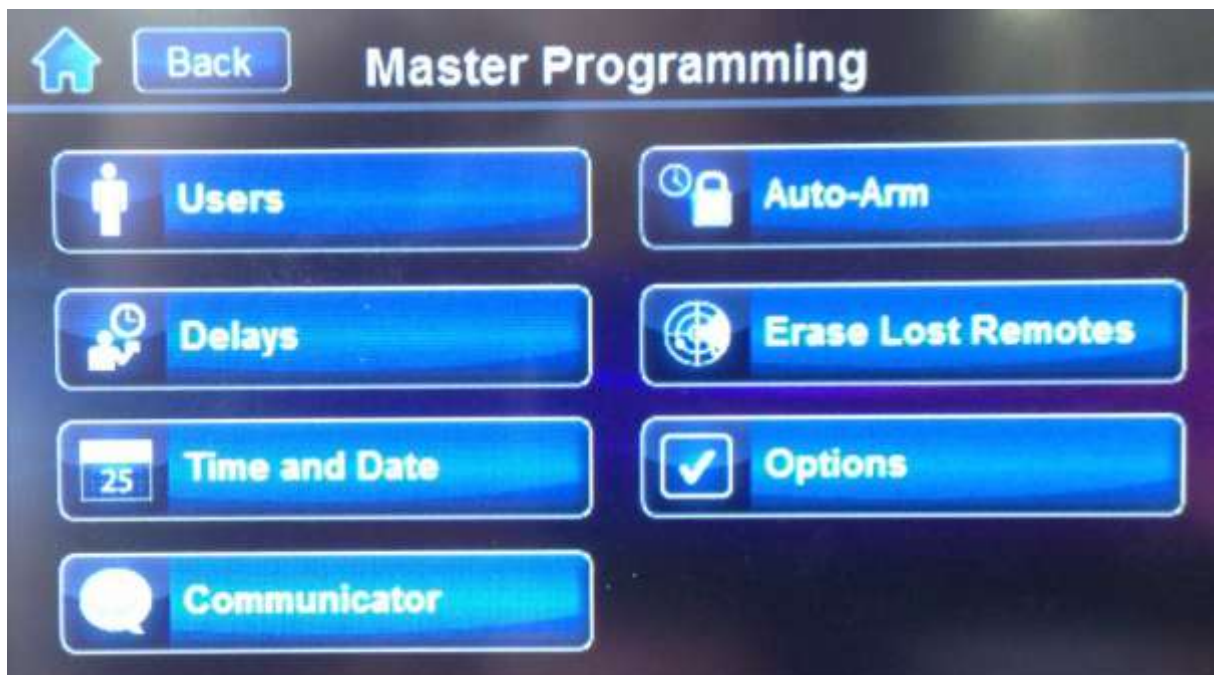 Back
Master Programming
Users
Auto-Arm
Delays
Erase Lost Remotes
25
Time and Date
Options
Communicator